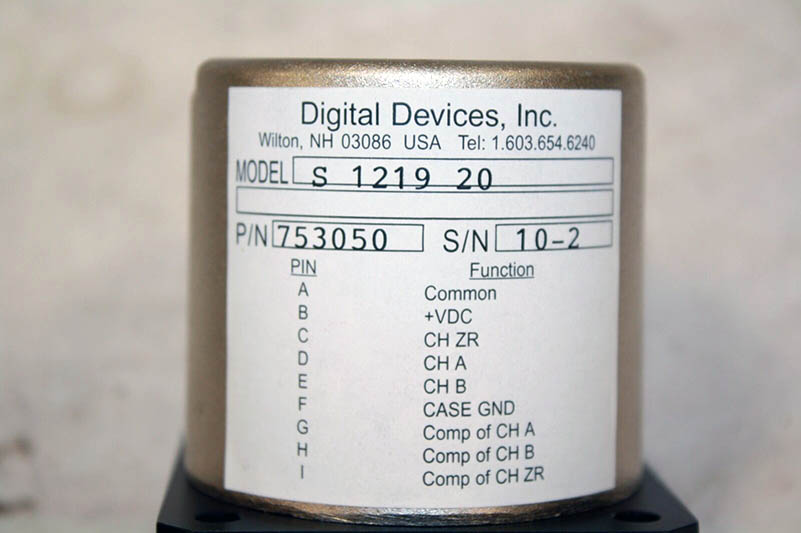 Digital Devices, Inc.
Wilton, NH 03086 USA Tel: 1.603.654.6240
MODEL S 1219 20
P/N 753050 S/N 10-2
PIN Function
A Common
B +VDC
C CH ZR
D CH A
E CH B
F CASE GND
G Comp of CH A
H Comp of CH B
I Comp of CH ZR